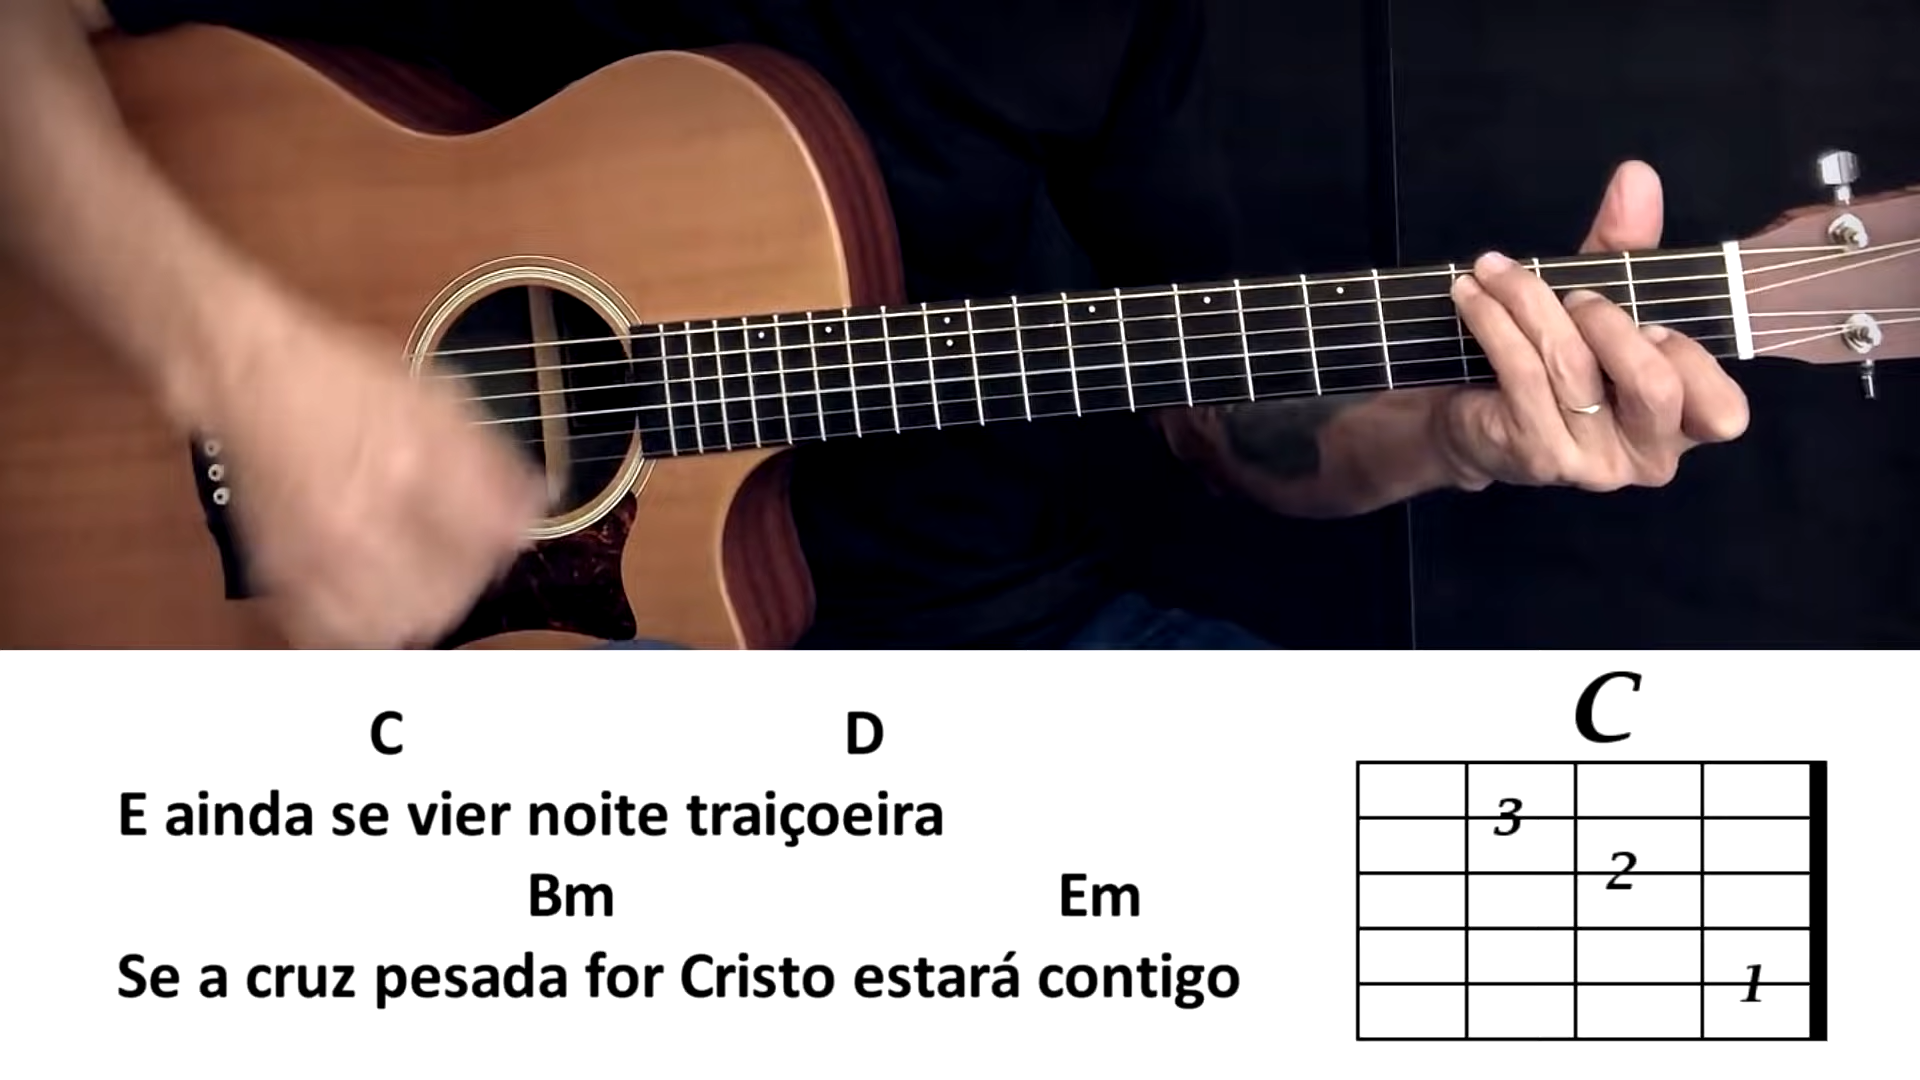 C D
E ainda se vier noite traiçoeira
Bm Em
Se a cruz pesada for Cristo estará contigo
C
3
2
1